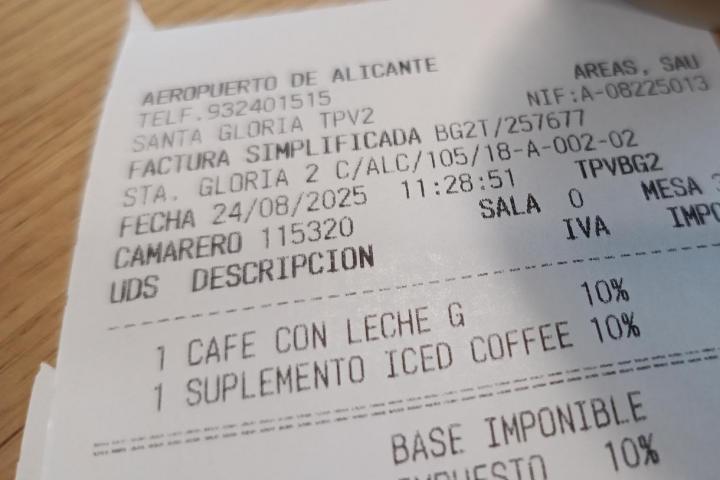 AEROPUERTO DE ALICANTE AREAS, SAU
TELF.932401515 NIF:A-08225013
SANTA GLORIA TPV2
FACTURA SIMPLIFICADA BG2T/257677
STA. GLORIA 2 C/ALC/105/18-A-002-02
FECHA 24/08/2025 11:28:51 TPVBG2
CAMARERO 115320 SALA 0 MESA
UDS DESCRIPCION IVA
1 CAFE CON LECHE G 10%
1 SUPLEMENTO ICED COFFEE 10%
BASE IMPONIBLE
10%